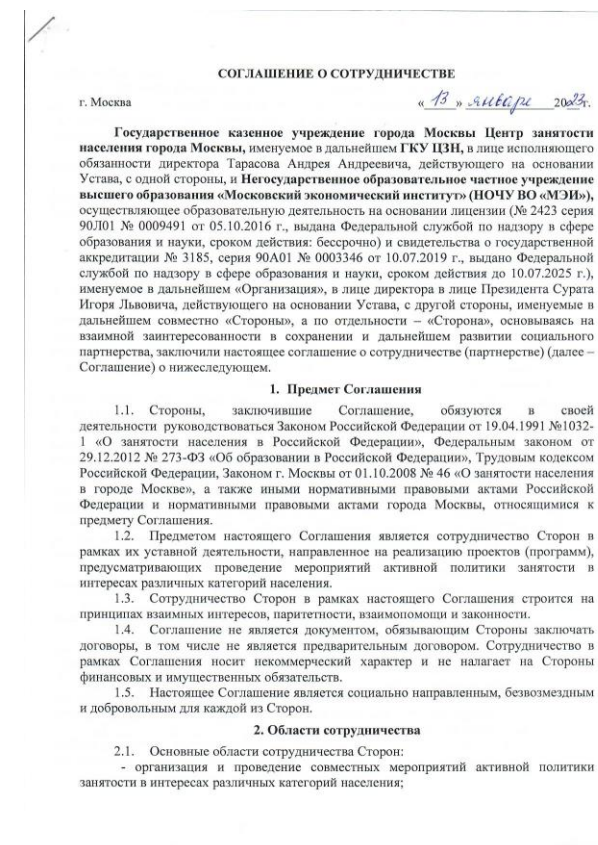 СОГЛАШЕНИЕ О СОТРУДНИЧЕСТВЕ
г. Москва «13» января 2023г.
Государственное казенное учреждение города Москвы Центр занятости
населения города Москвы, именуемое в дальнейшем ГКУ ЦЗН, в лице исполняющего
обязанности директора Тарасова Андрея Андреевича, действующего на основании
Устава, с одной стороны, и Негосударственное образовательное частное учреждение
высшего образования «Московский экономический институт» (НОЧУ ВО «МЭИ»),
осуществляющее образовательную деятельность на основании лицензии (№ 2423 серия
90Л01 № 0009491 от 05.10.2016 г., выдана Федеральной службой по надзору в сфере
образования и науки, сроком действия: бессрочно) и свидетельства о государственной
аккредитации № 3185, серия 90А01 № 0003346 от 10.07.2019 г., выдано Федеральной
службой по надзору в сфере образования и науки, сроком действия до 10.07.2025 г.),
именуемое в дальнейшем «Организация», в лице директора в лице Президента Сурата
Игоря Львовича, действующего на основании Устава, с другой стороны, именуемые в
дальнейшем совместно «Стороны», а по отдельности – «Сторона», основываясь на
взаимной заинтересованности в сохранении и дальнейшем развитии социального
партнерства, заключили настоящее соглашение о сотрудничестве (партнерстве) (далее –
Соглашение) о нижеследующем.
1. Предмет Соглашения
1.1. Стороны, заключившие Соглашение, обязуются в своей
деятельности руководствоваться Законом Российской Федерации от 19.04.1991 №1032-
1 «О занятости населения в Российской Федерации», Федеральным законом от
29.12.2012 № 273-ФЗ «Об образовании в Российской Федерации», Трудовым кодексом
Российской Федерации, Законом г. Москвы от 01.10.2008 № 46 «О занятости населения
в городе Москве», а также иными нормативными правовыми актами Российской
Федерации и нормативными правовыми актами города Москвы, относящимися к
предмету Соглашения.
1.2. Предметом настоящего Соглашения является сотрудничество Сторон в
рамках их уставной деятельности, направленное на реализацию проектов (программ),
предусматривающих проведение мероприятий активной политики занятости в
интересах различных категорий населения.
1.3. Сотрудничество Сторон в рамках настоящего Соглашения строится на
принципах взаимных интересов, паритетности, взаимопомощи и законности.
1.4. Соглашение не является документом, обязывающим Стороны заключать
договоры, в том числе не является предварительным договором. Сотрудничество в
рамках Соглашения носит некоммерческий характер и не налагает на Стороны
финансовых и имущественных обязательств.
1.5. Настоящее Соглашение является социально направленным, безвозмездным
и добровольным для каждой из Сторон.
2. Области сотрудничества
2.1. Основные области сотрудничества Сторон:
- организация и проведение совместных мероприятий активной политики
занятости в интересах различных категорий населения;